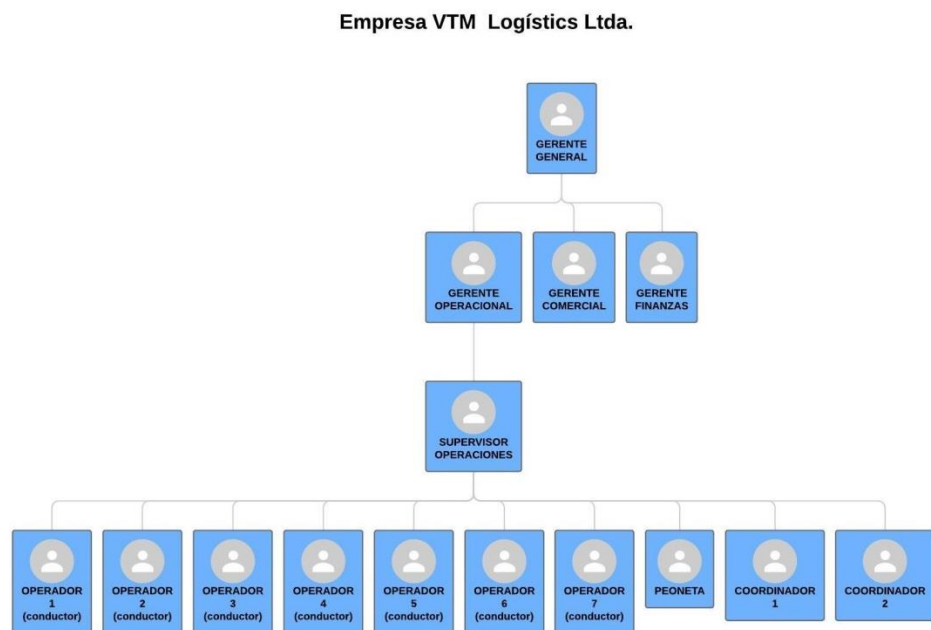 Empresa VTM  Logístics Ltda.
GERENTE
GENERAL
GERENTE
OPERACIONAL
GERENTE
COMERCIAL
GERENTE
FINANZAS
SUPERVISOR
OPERACIONES
OPERADOR
1
(conductor)
OPERADOR
2
(conductor)
OPERADOR
3
(conductor)
OPERADOR
4
(conductor)
OPERADOR
5
(conductor)
OPERADOR
6
(conductor)
OPERADOR
7
(conductor)
PEONETA
COORDINADOR
1
COORDINADOR
2